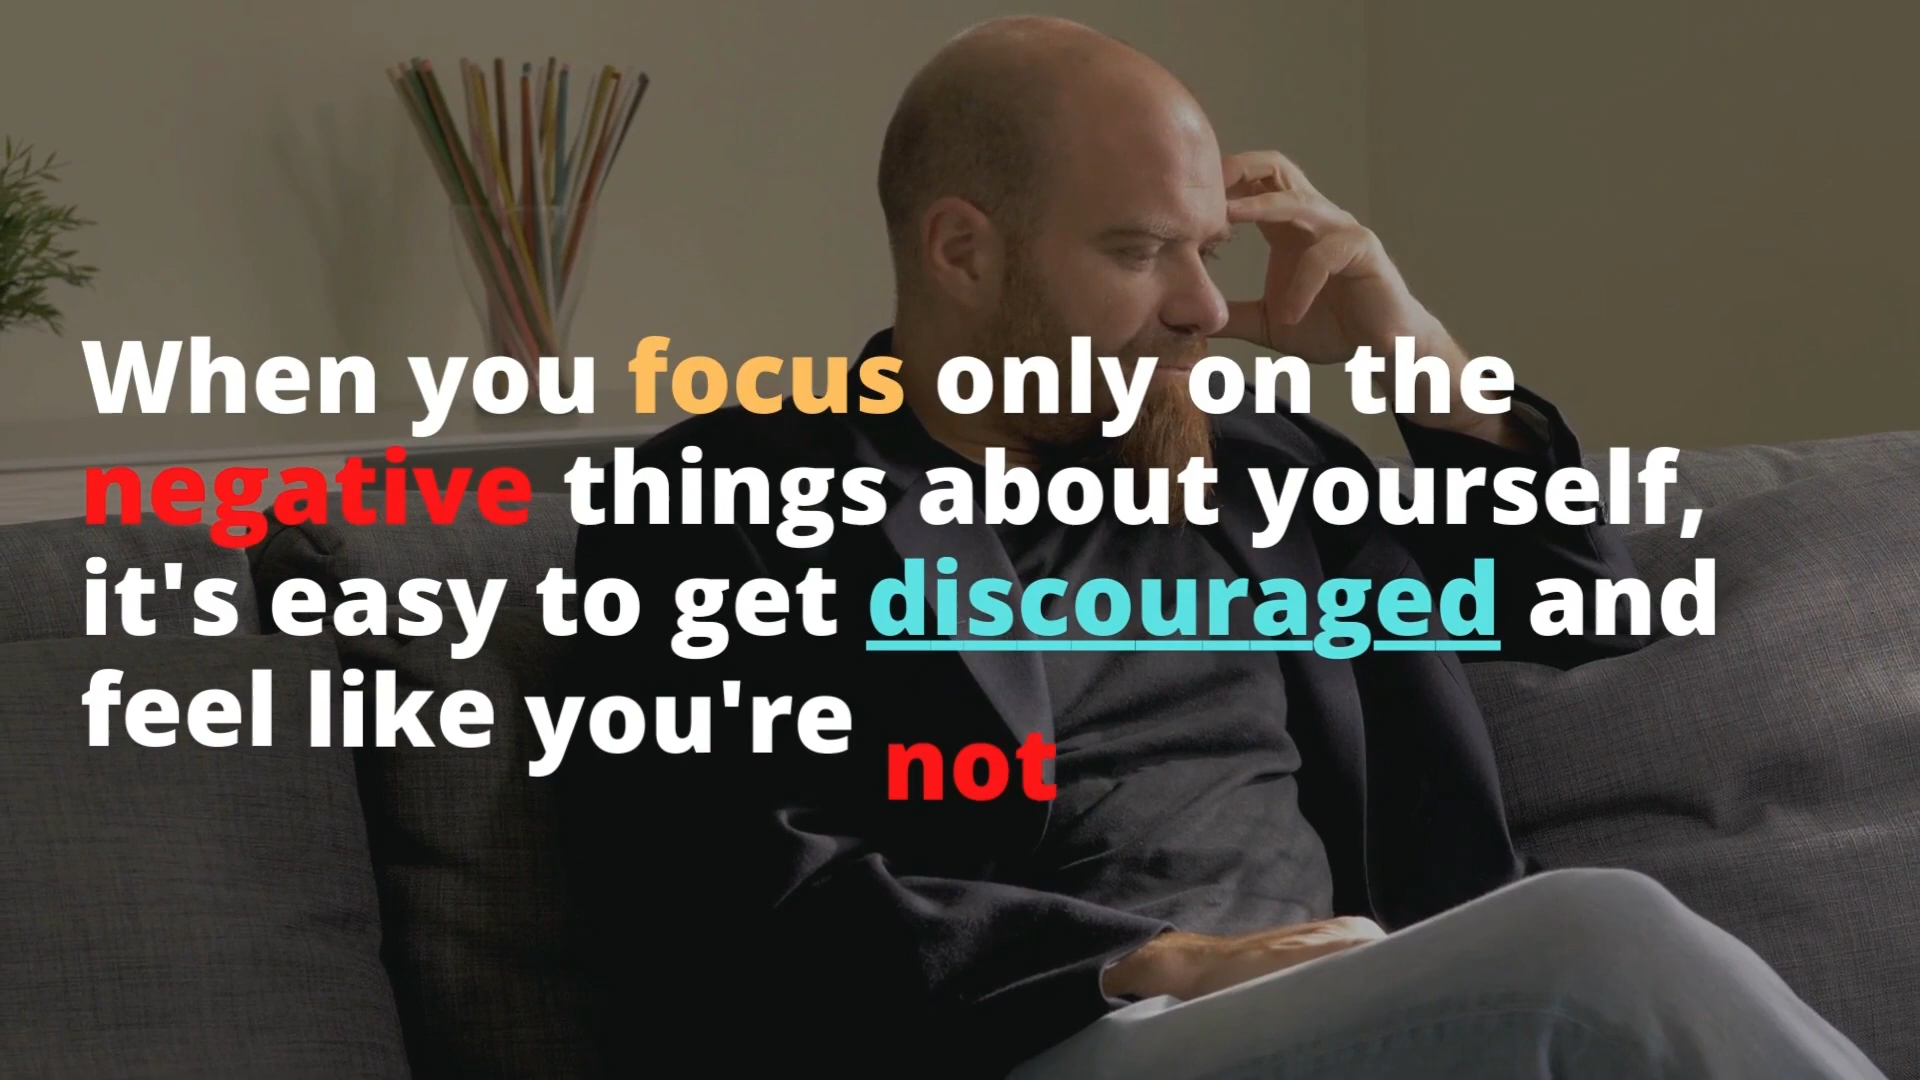 When you focus only on the
negative things about yourself,
it's easy to get discouraged and
feel like you're not